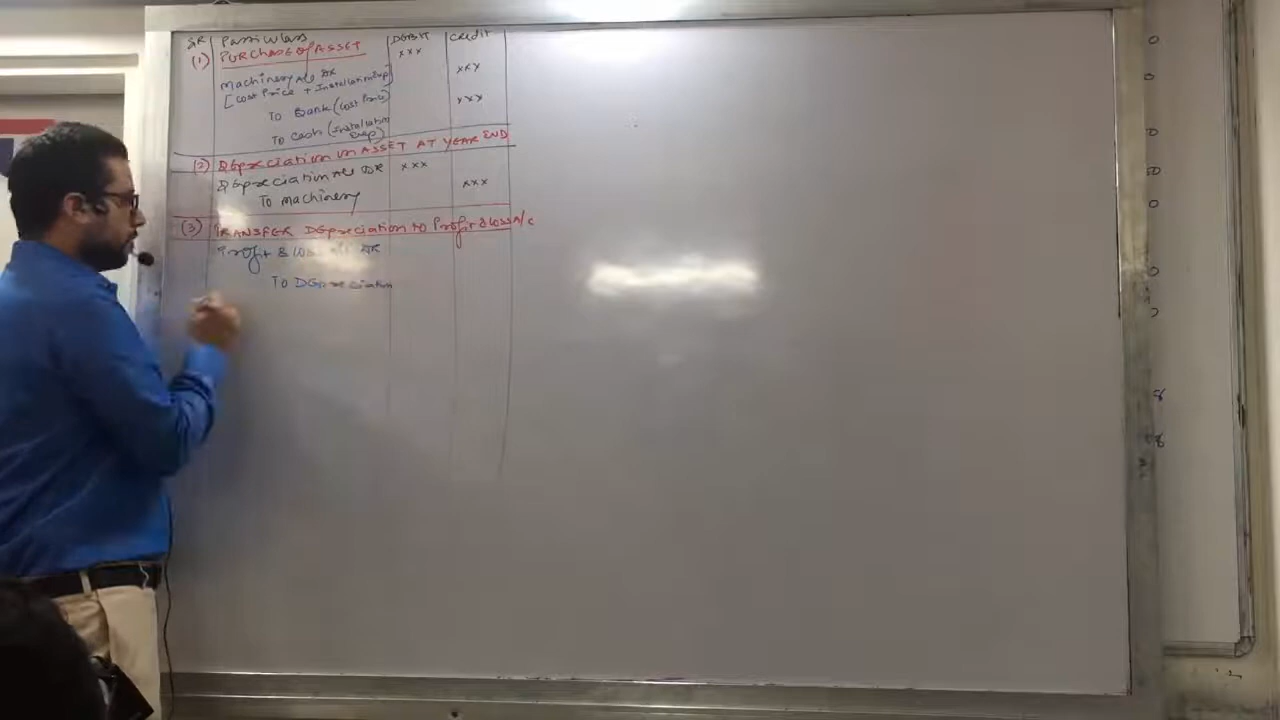 SR Particulars DEBIT Credit
(1) PURCHASE of ASSET xxx
Machinery A/c DR xxx
[Cost Price + Installation Exp]
To Bank (Cost Price) xxx
To Cash (Installation Exp)
(2) DEpreciation on ASSET AT YEAR END
DEpreciation A/c DR xxx
To machinery xxx
(3) TRANSFER DEpreciation to Profit & Loss A/c
Profit & Loss A/c DR
To DEpreciation